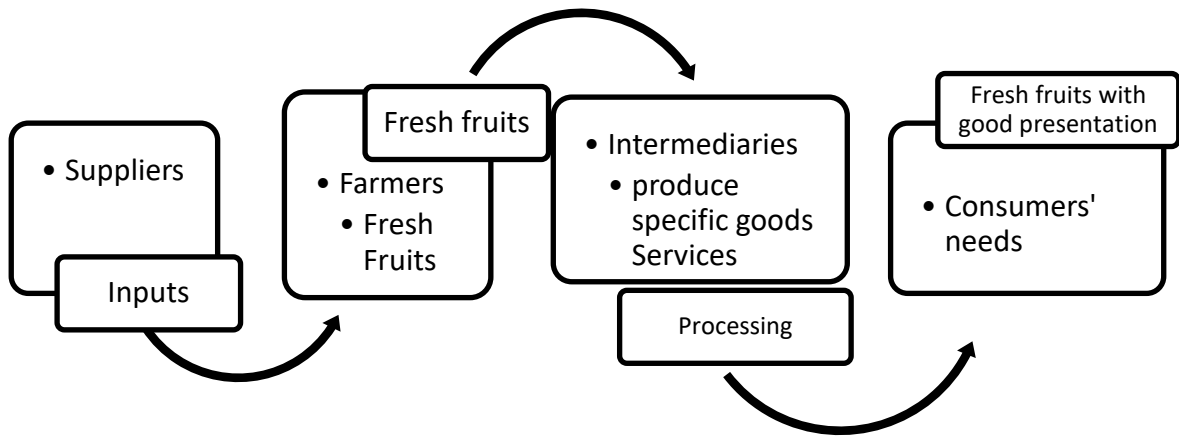 • Suppliers
Inputs
Fresh fruits
• Farmers
• Fresh
Fruits
• Intermediaries
• produce
specific goods
Services
Processing
Fresh fruits with
good presentation
• Consumers'
needs